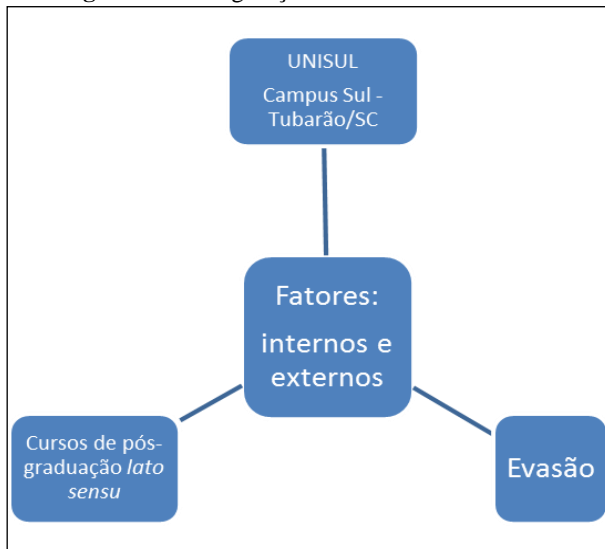 UNISUL
Campus Sul -
Tubarão/SC
Fatores:
internos e
externos
Cursos de pós-
graduação lato
sensu
Evasão